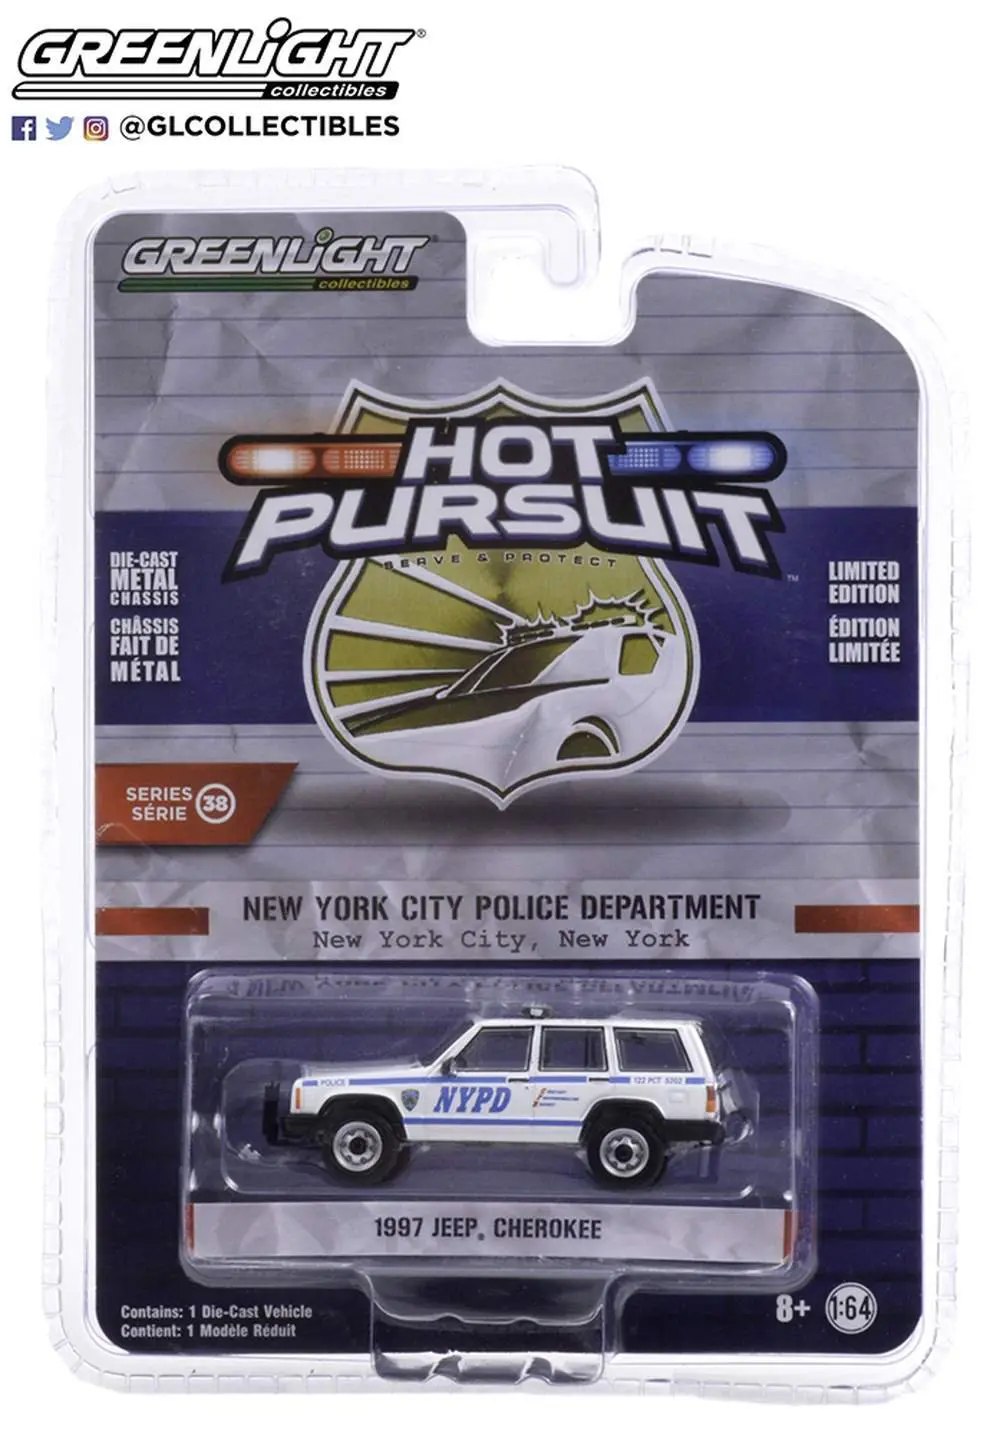 GREENLIGHT®
collectibles
@GLCOLLECTIBLES
GREENLIGHT®
collectibles
HOT
PURSUIT™
SERVE & PROTECT
DIE-CAST
METAL
CHASSIS
CHÂSSIS
FAIT DE
MÉTAL
LIMITED
EDITION
ÉDITION
LIMITÉE
SERIES
SÉRIE
38
NEW YORK CITY POLICE DEPARTMENT
New York City, New York
POLICE
NYPD
122 PCT 5202
1997 JEEP® CHEROKEE
Contains: 1 Die-Cast Vehicle
Contient: 1 Modèle Réduit
8+
1:64